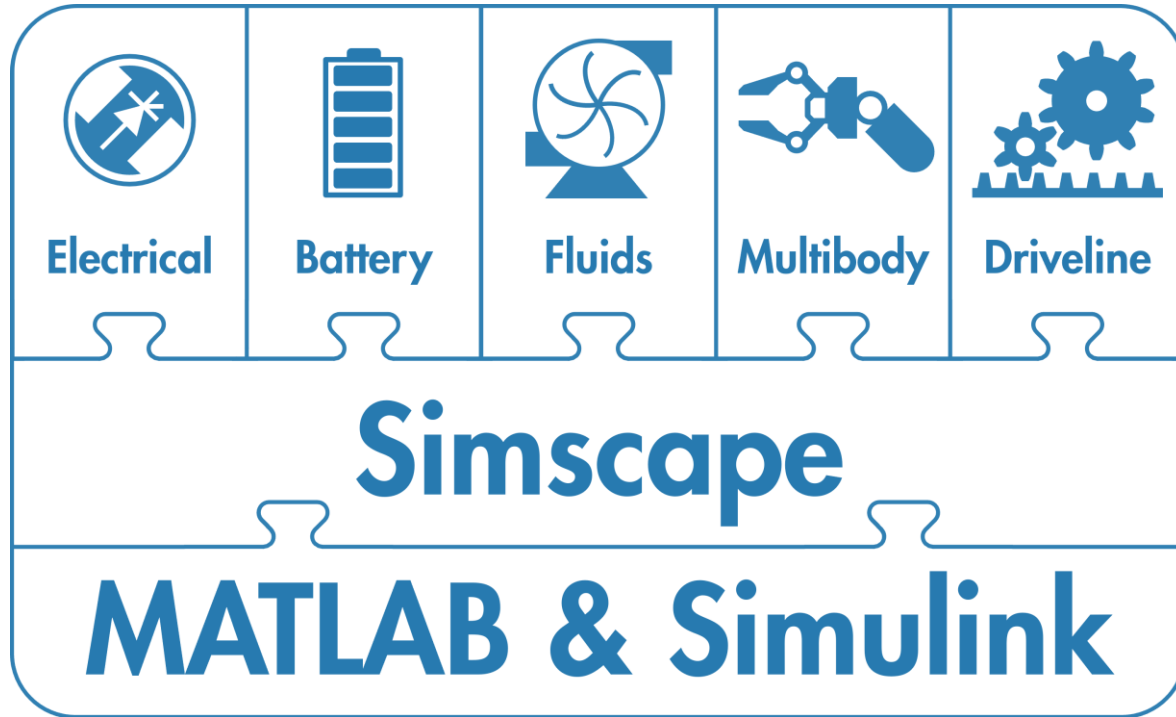 Electrical Battery Fluids Multibody Driveline
Simscape
MATLAB & Simulink